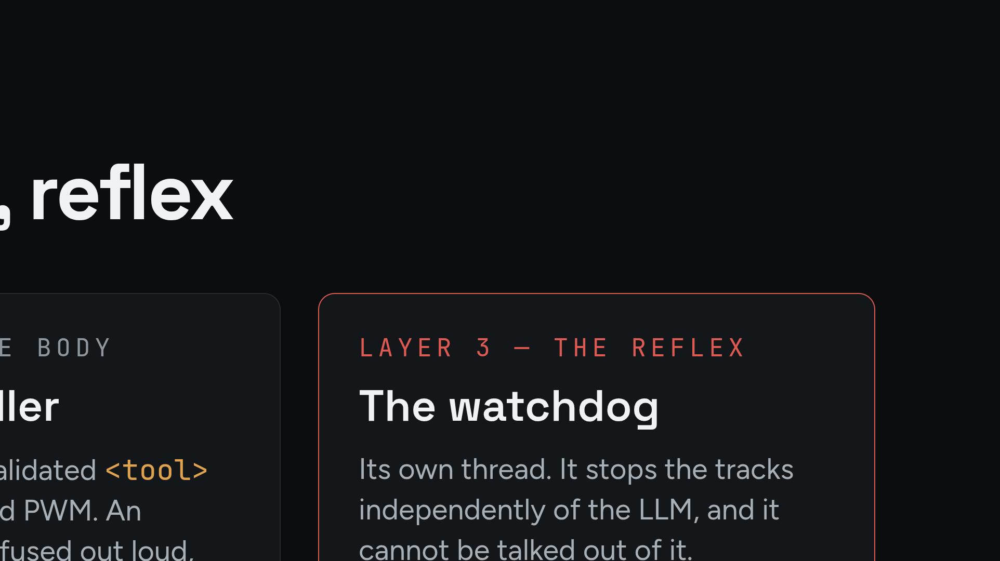 , reflex
E BODY
ller
alidated <tool>
d PWM. An
fused out loud,
LAYER 3 — THE REFLEX
The watchdog
Its own thread. It stops the tracks
independently of the LLM, and it
cannot be talked out of it.